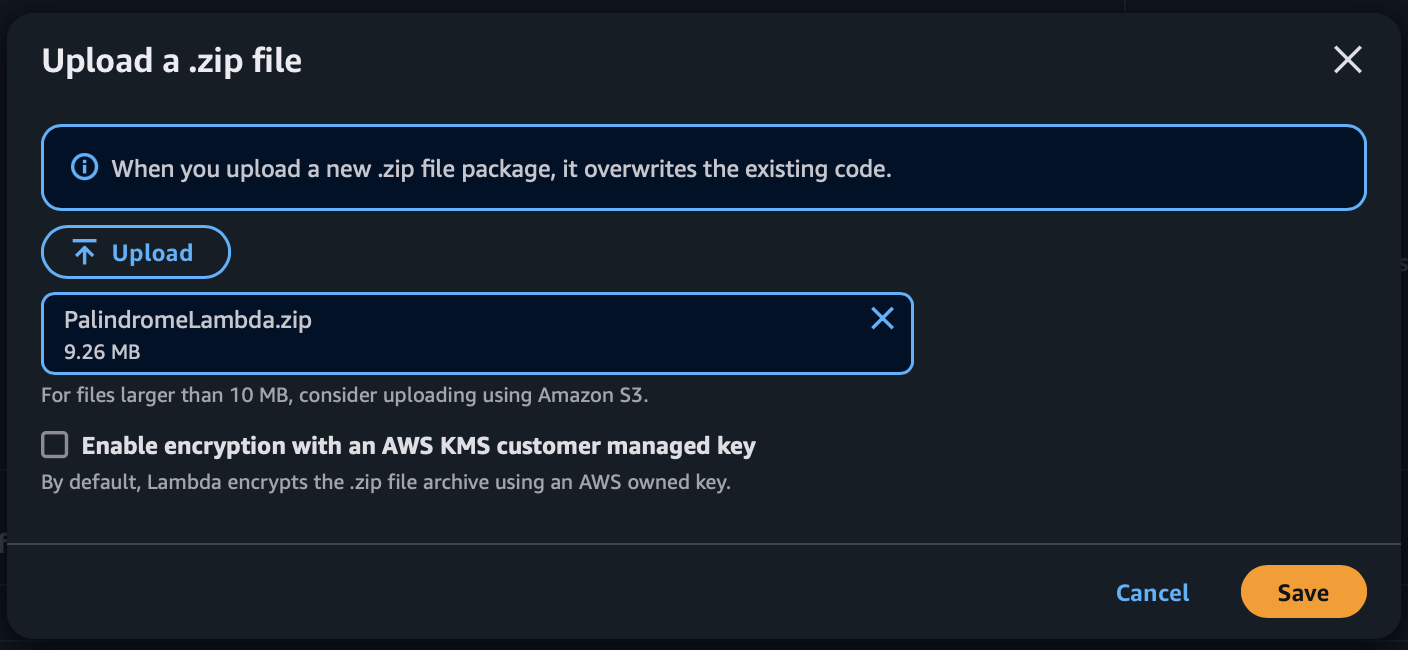 Upload a .zip file
When you upload a new .zip file package, it overwrites the existing code.
Upload
PalindromeLambda.zip
9.26 MB
For files larger than 10 MB, consider uploading using Amazon S3.
Enable encryption with an AWS KMS customer managed key
By default, Lambda encrypts the .zip file archive using an AWS owned key.
Cancel
Save